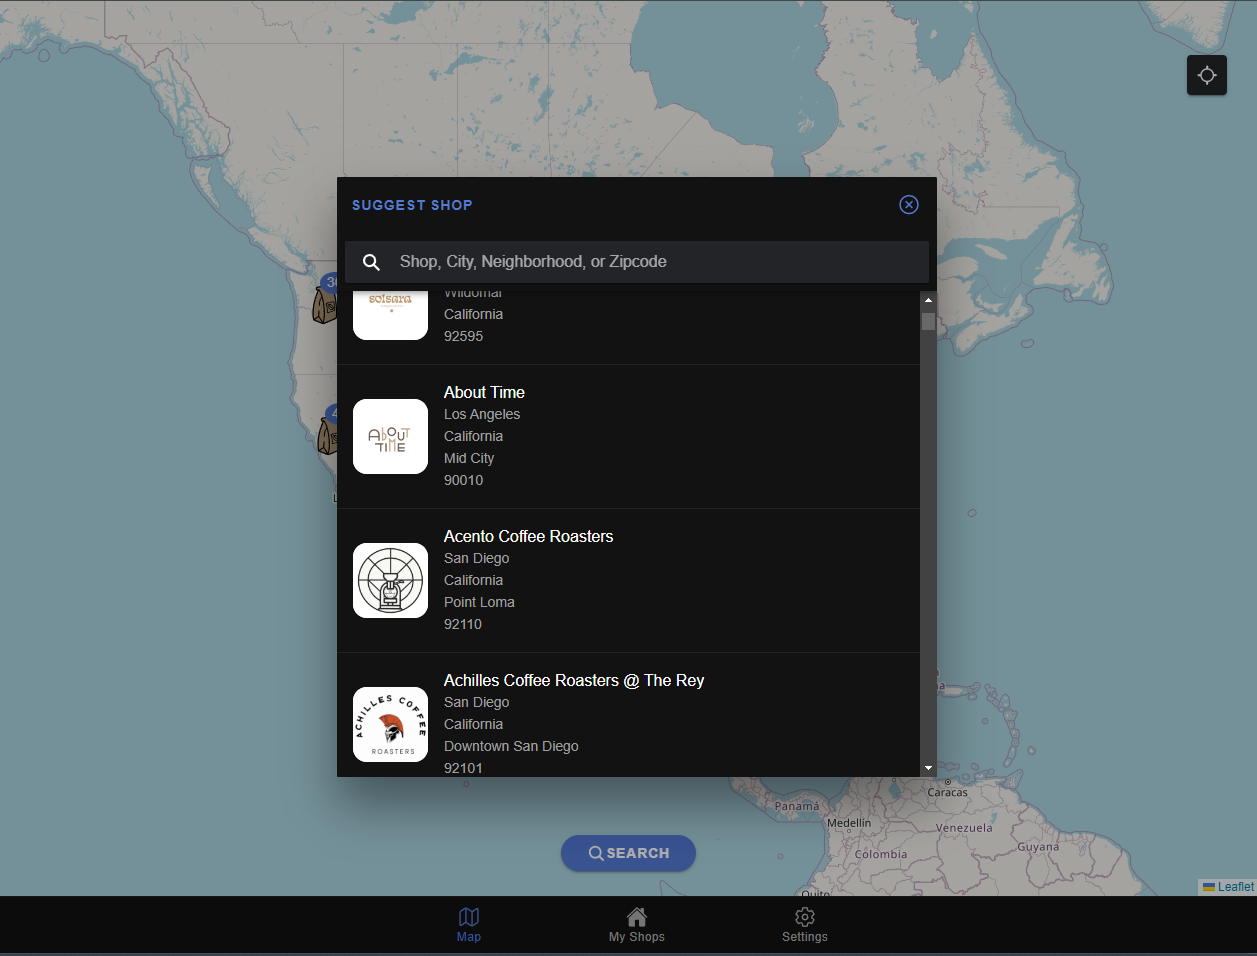 SUGGEST SHOP
Shop, City, Neighborhood, or Zipcode
solsara
Wildomar
California
92595
ABOUT
TIME
About Time
Los Angeles
California
Mid City
90010
Acento Coffee Roasters
San Diego
California
Point Loma
92110
ACHILLES COFFEE
ROASTERS
Achilles Coffee Roasters @ The Rey
San Diego
California
Downtown San Diego
92101
Caracas
Panamá
Medellín
Venezuela
Guyana
Colombia
Quito
SEARCH
Leaflet
Map
My Shops
Settings